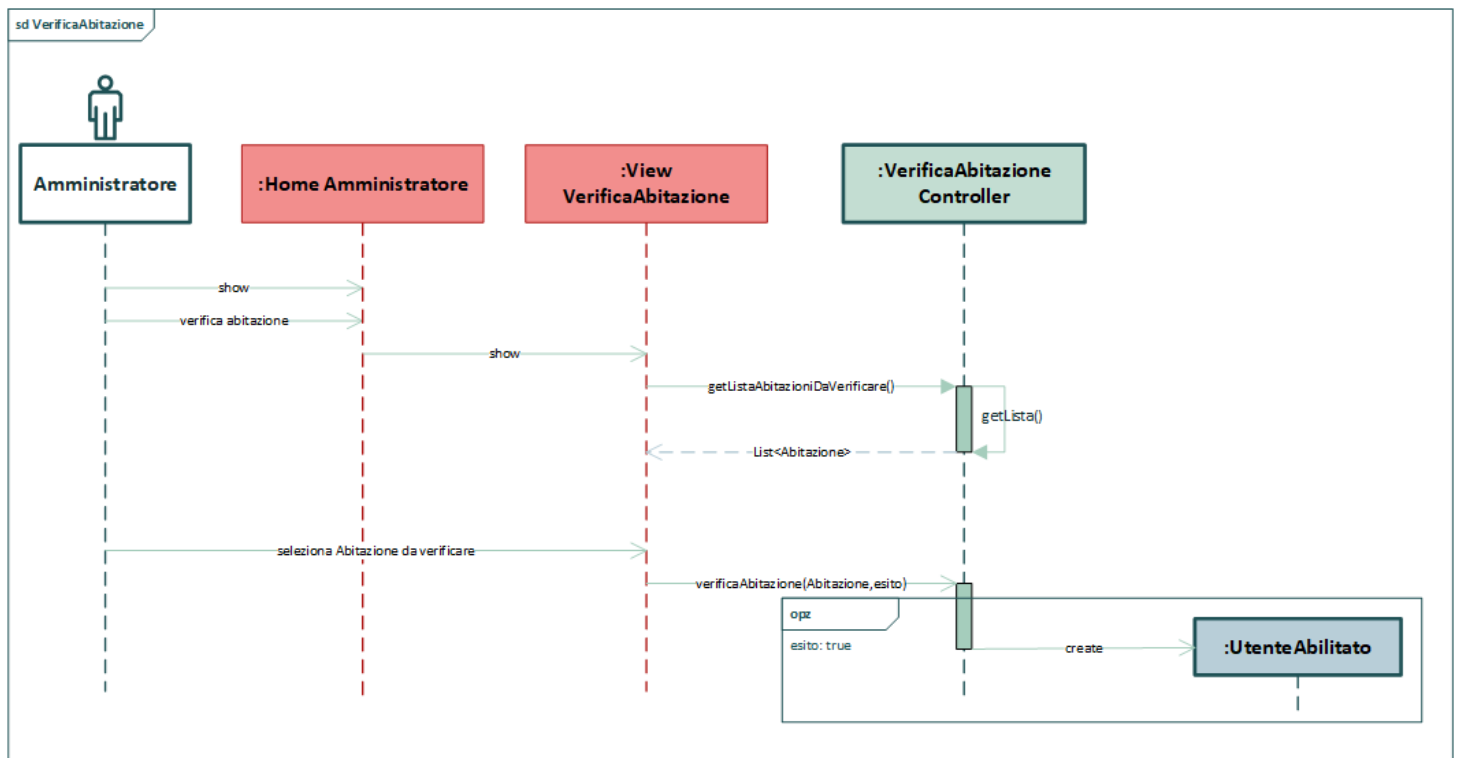 sd VerificaAbitazione
Amministratore
:Home Amministratore
:View
VerificaAbitazione
:VerificaAbitazione
Controller
show
verifica abitazione
show
getListaAbitazioniDaVerificare()
getLista()
List<Abitazione>
seleziona Abitazione da verificare
verificaAbitazione(Abitazione,esito)
opz
esito: true
create
:UtenteAbilitato